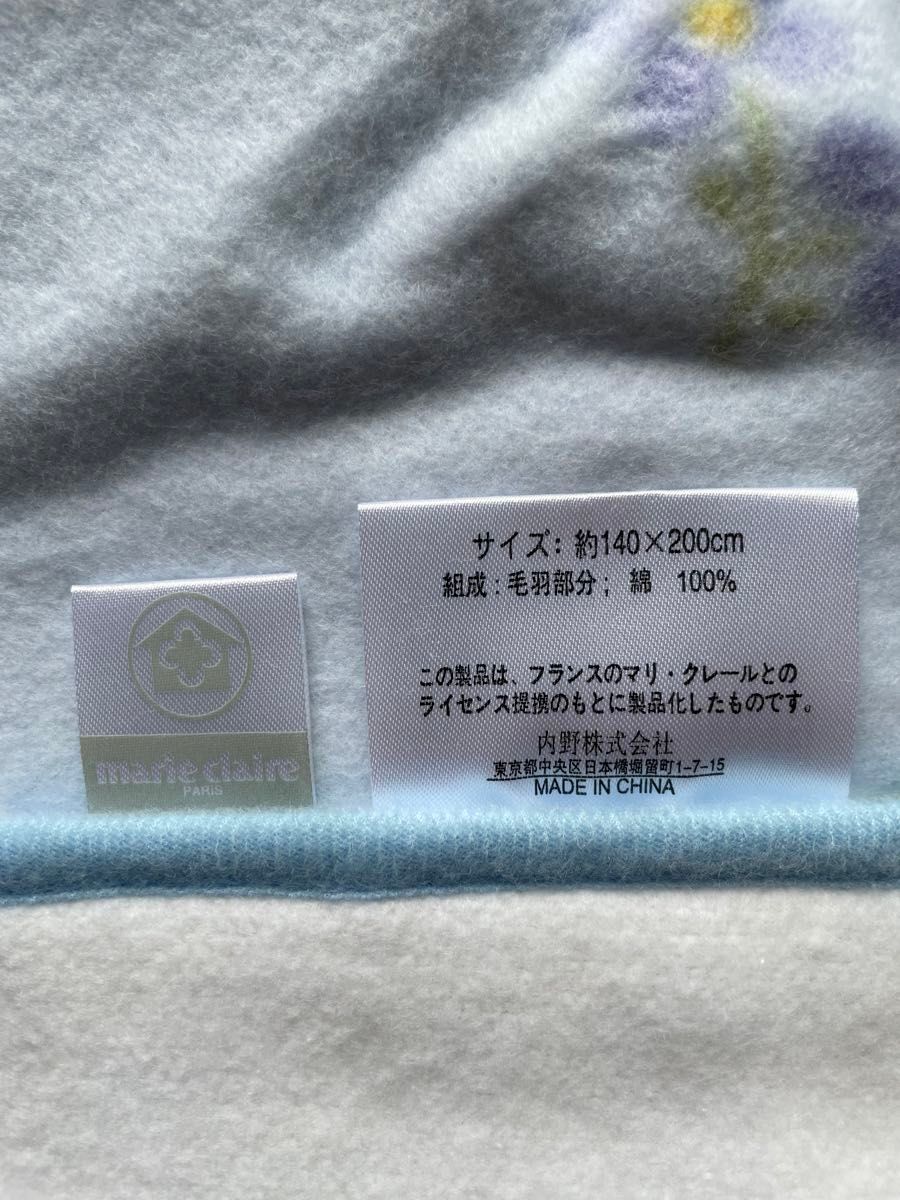 サイズ：約140×200cm
組成：毛羽部分；綿　100%
この製品は、フランスのマリ・クレールとの
ライセンス提携のもとに製品化したものです。
内野株式会社
東京都中央区日本橋堀留町1-7-15
MADE IN CHINA
marie claire
PARIS